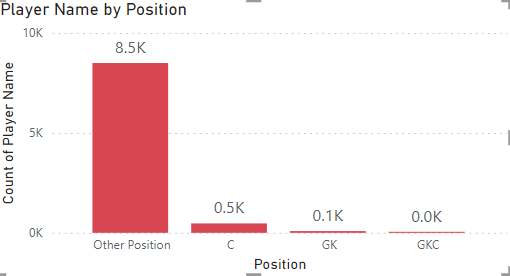 Player Name by Position
10K
8.5K
Count of Player Name
5K
0.5K
0.1K
0.0K
0K
Other Position
C
GK
GKC
Position